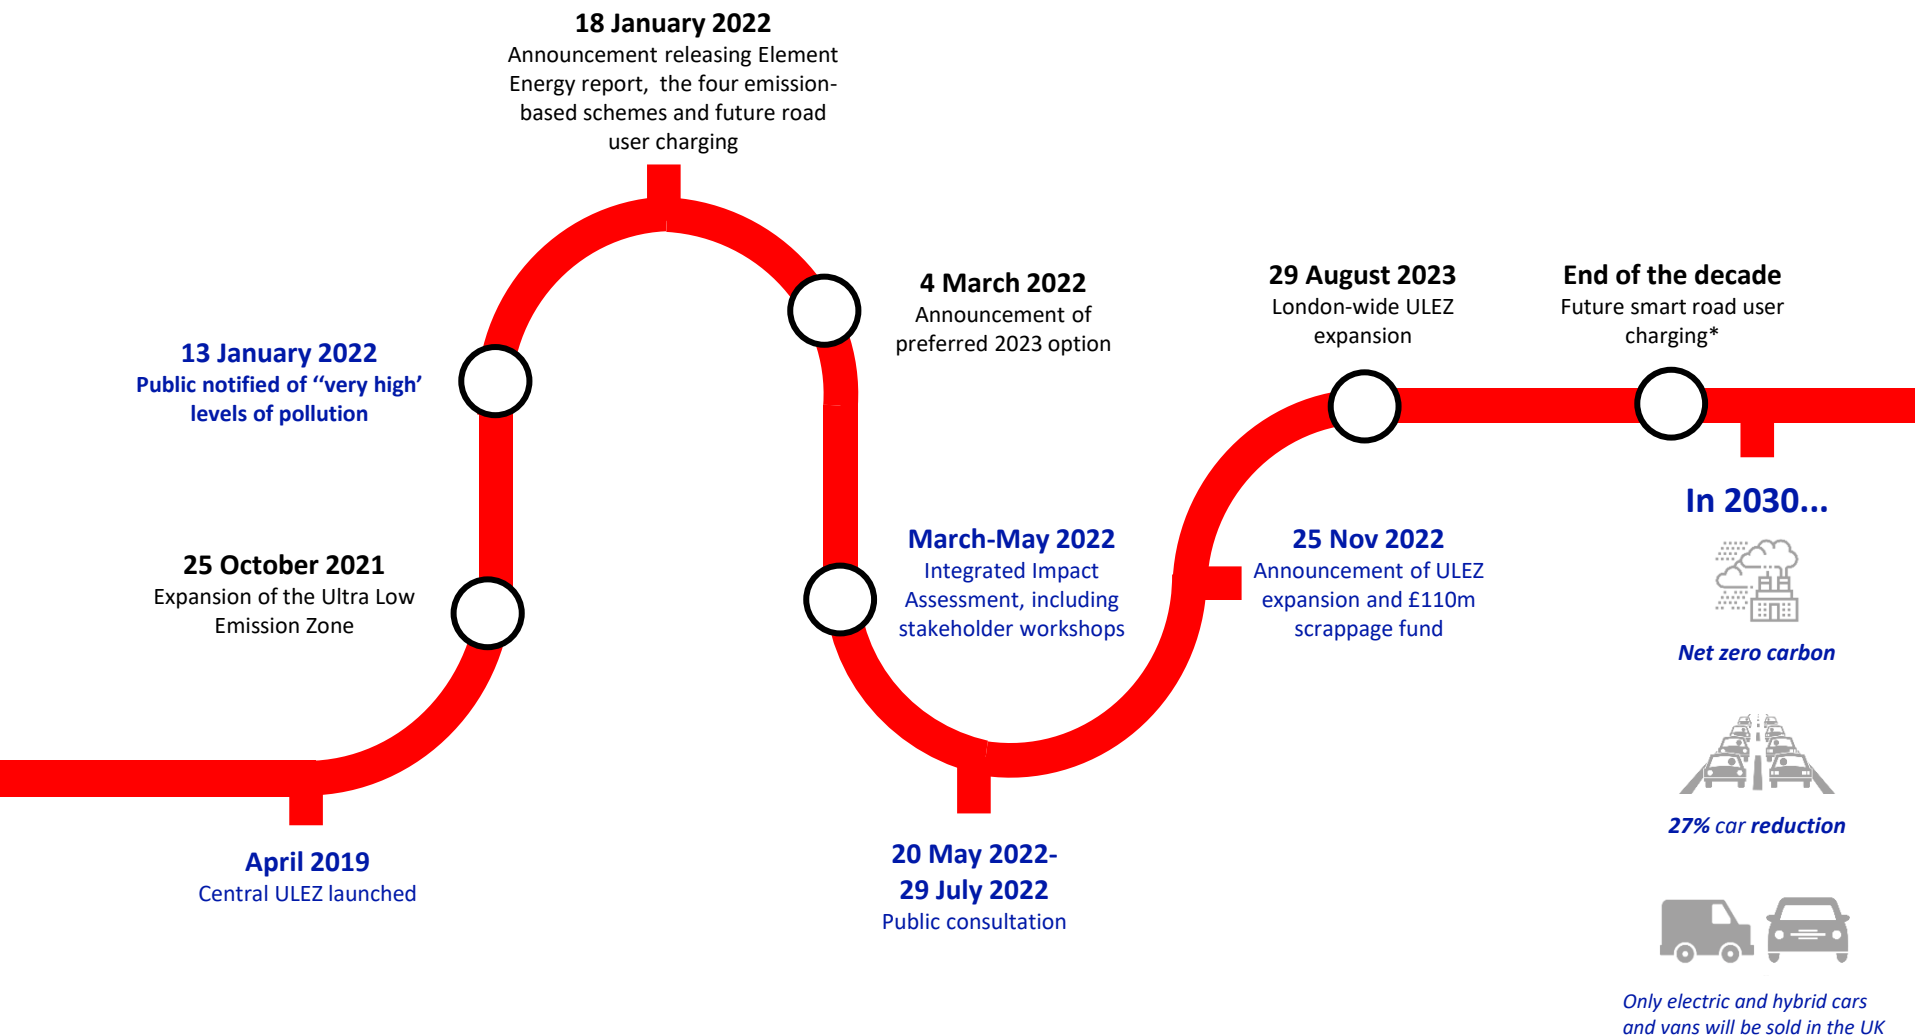 18 January 2022
Announcement releasing Element
Energy report, the four emission-
based schemes and future road
user charging
13 January 2022
Public notified of “very high’
levels of pollution
4 March 2022
Announcement of
preferred 2023 option
29 August 2023
London-wide ULEZ
expansion
End of the decade
Future smart road user
charging*
25 October 2021
Expansion of the Ultra Low
Emission Zone
March-May 2022
Integrated Impact
Assessment, including
stakeholder workshops
25 Nov 2022
Announcement of ULEZ
expansion and £110m
scrappage fund
In 2030...
Net zero carbon
27% car reduction
April 2019
Central ULEZ launched
20 May 2022-
29 July 2022
Public consultation
Only electric and hybrid cars
and vans will be sold in the UK